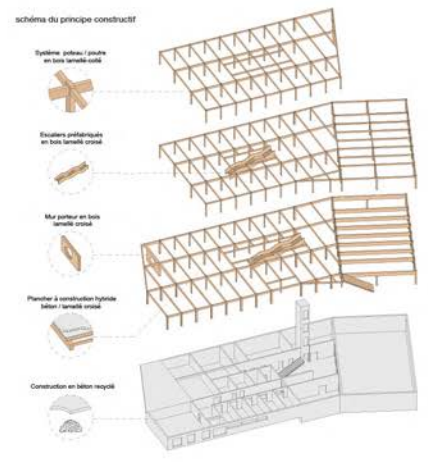 schéma du principe constructif
Système poteau / poutre
en bois lamellé-collé
Escaliers préfabriqués
en bois lamellé croisé
Mur porteur en bois
lamellé croisé
Plancher à construction hybride
béton / lamellé croisé
Construction en béton recyclé